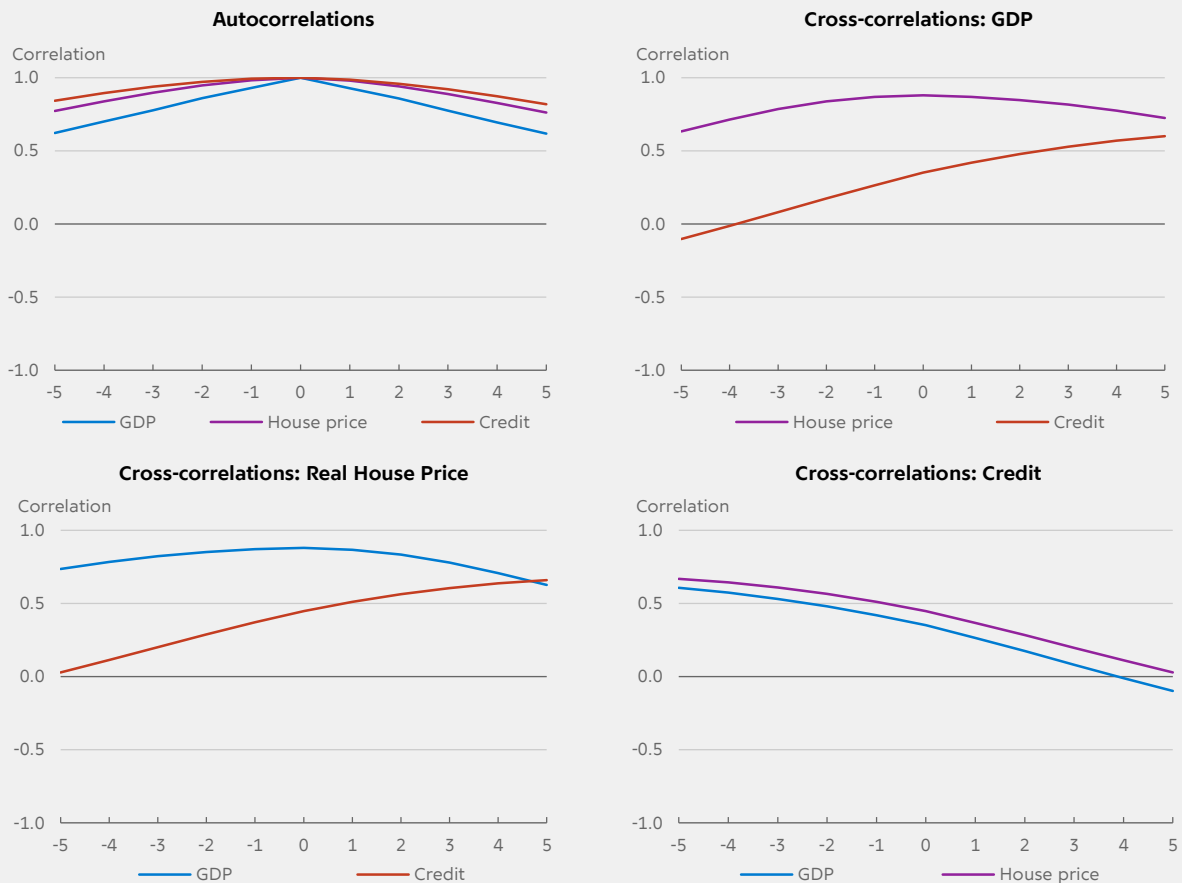 Autocorrelations
Correlation
1.0
0.5
0.0
-0.5
-1.0
-5 -4 -3 -2 -1 0 1 2 3 4 5
GDP House price Credit
Cross-correlations: GDP
Correlation
1.0
0.5
0.0
-0.5
-1.0
-5 -4 -3 -2 -1 0 1 2 3 4 5
House price Credit
Cross-correlations: Real House Price
Correlation
1.0
0.5
0.0
-0.5
-1.0
-5 -4 -3 -2 -1 0 1 2 3 4 5
GDP Credit
Cross-correlations: Credit
Correlation
1.0
0.5
0.0
-0.5
-1.0
-5 -4 -3 -2 -1 0 1 2 3 4 5
GDP House price